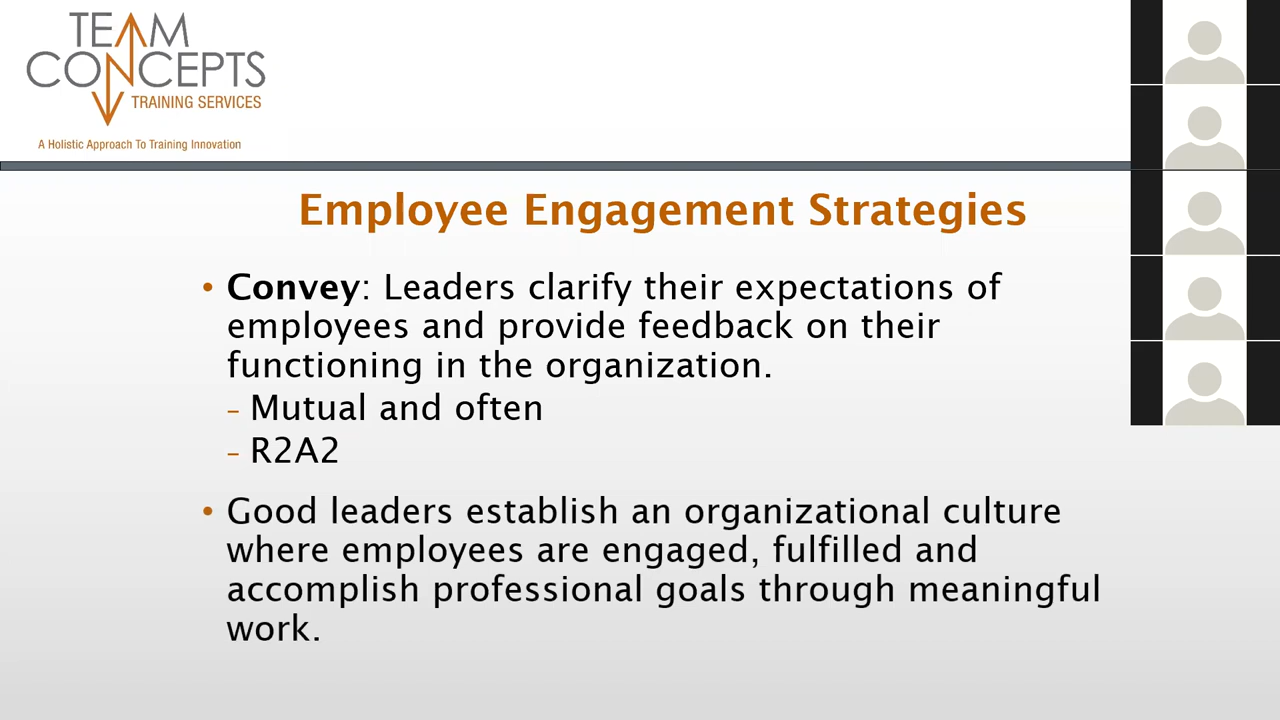 TEAM
CONCEPTS
TRAINING SERVICES
A Holistic Approach To Training Innovation
Employee Engagement Strategies
• Convey: Leaders clarify their expectations of
employees and provide feedback on their
functioning in the organization.
– Mutual and often
– R2A2
• Good leaders establish an organizational culture
where employees are engaged, fulfilled and
accomplish professional goals through meaningful
work.